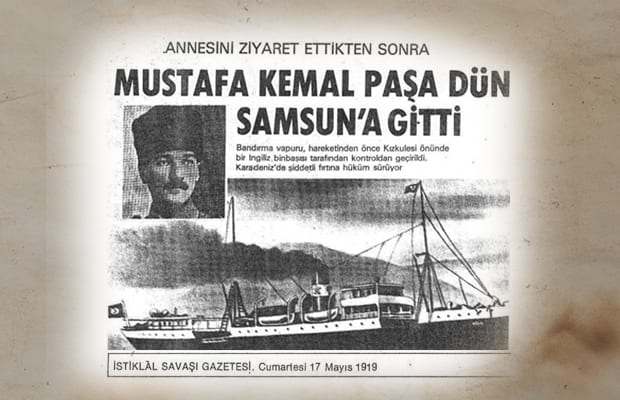 .ANNESİNİ ZİYARET ETTİKTEN SONRA
MUSTAFA KEMAL PAŞA DÜN
SAMSUN'A GİTTİ
Bandırma vapuru, hareketinden önce Kızkulesi önünde
bir İngiliz binbaşısı tarafından kontroldan geçirildi.
Karadeniz'de şiddetli fırtına hüküm sürüyor
İSTİKLÂL SAVAŞI GAZETESİ. Cumartesi 17 Mayıs 1919